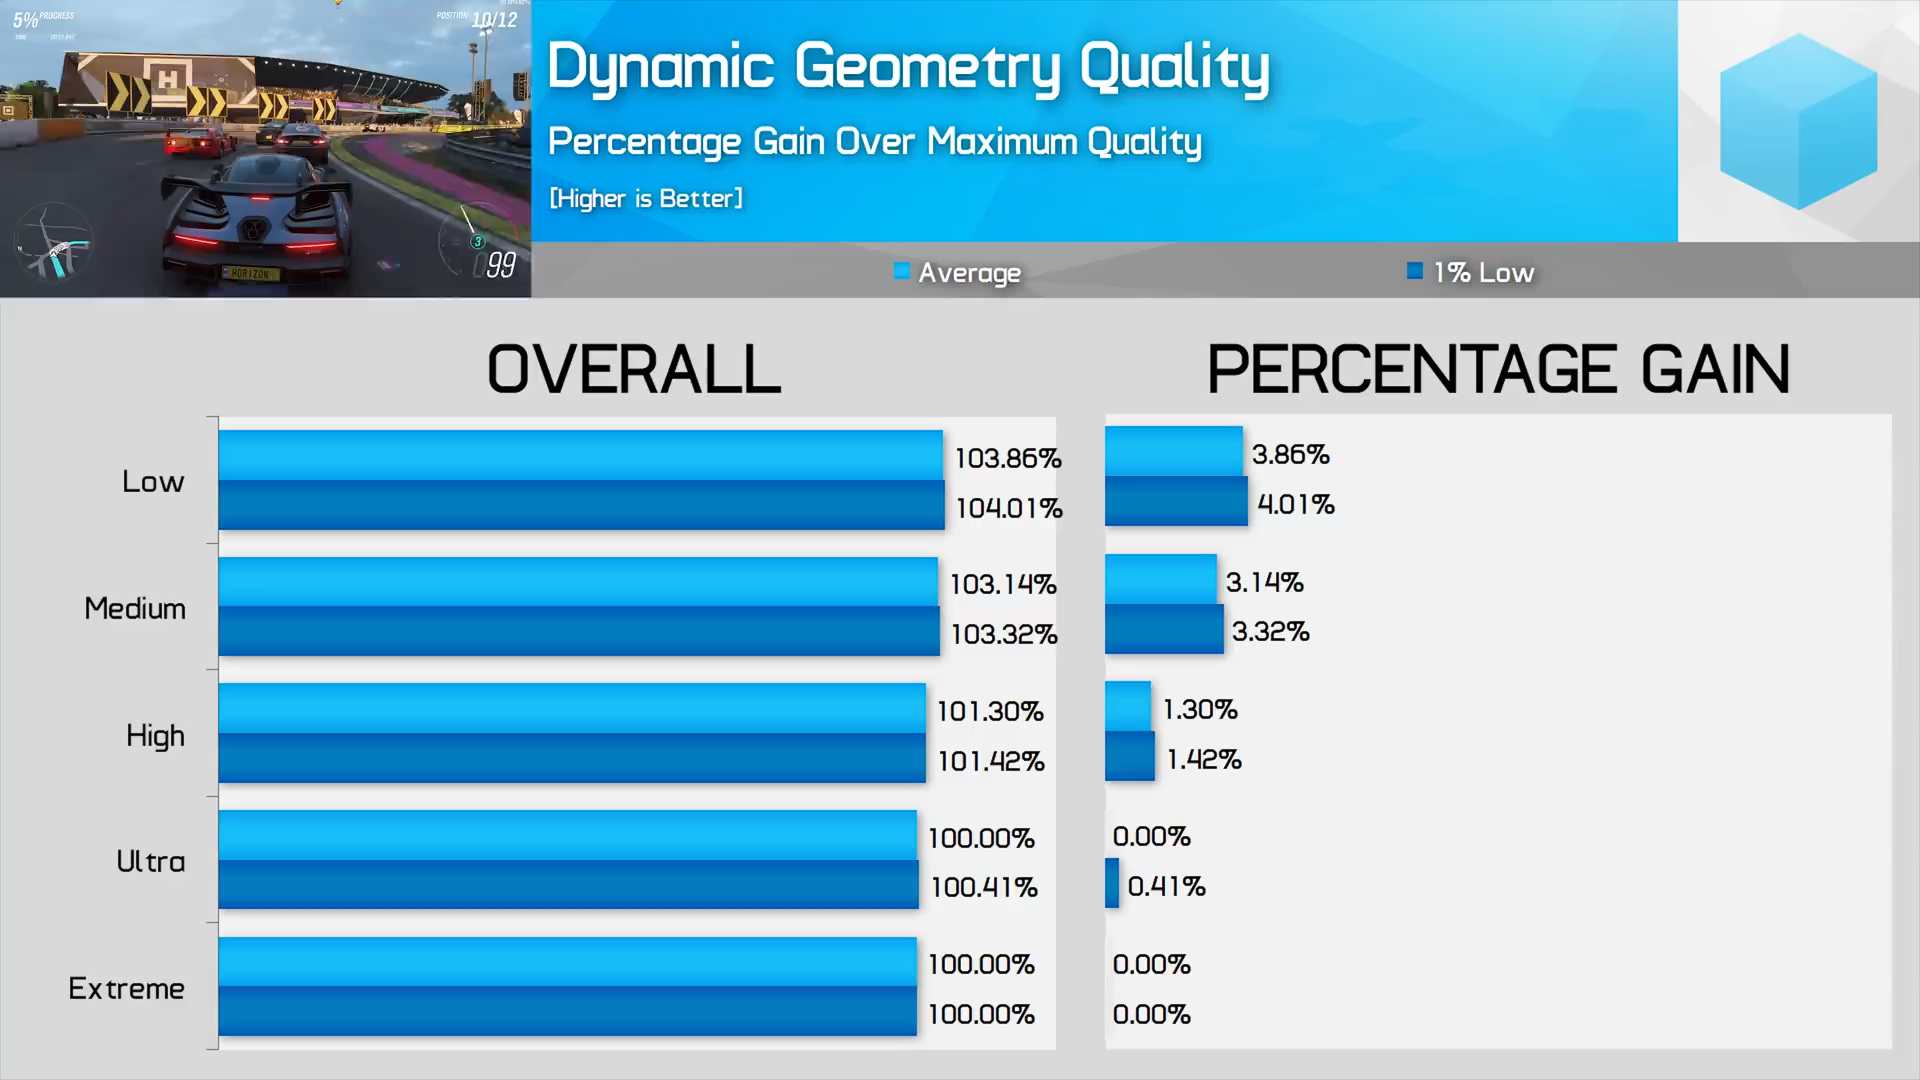 5% PROGRESS
TIME
POSITION 10/12
H
N
HORIZON
3
099
Dynamic Geometry Quality
Percentage Gain Over Maximum Quality
[Higher is Better]
Average
1% Low
OVERALL
PERCENTAGE GAIN
Low
103.86%
104.01%
3.86%
4.01%
Medium
103.14%
103.32%
3.14%
3.32%
High
101.30%
101.42%
1.30%
1.42%
Ultra
100.00%
100.41%
0.00%
0.41%
Extreme
100.00%
100.00%
0.00%
0.00%